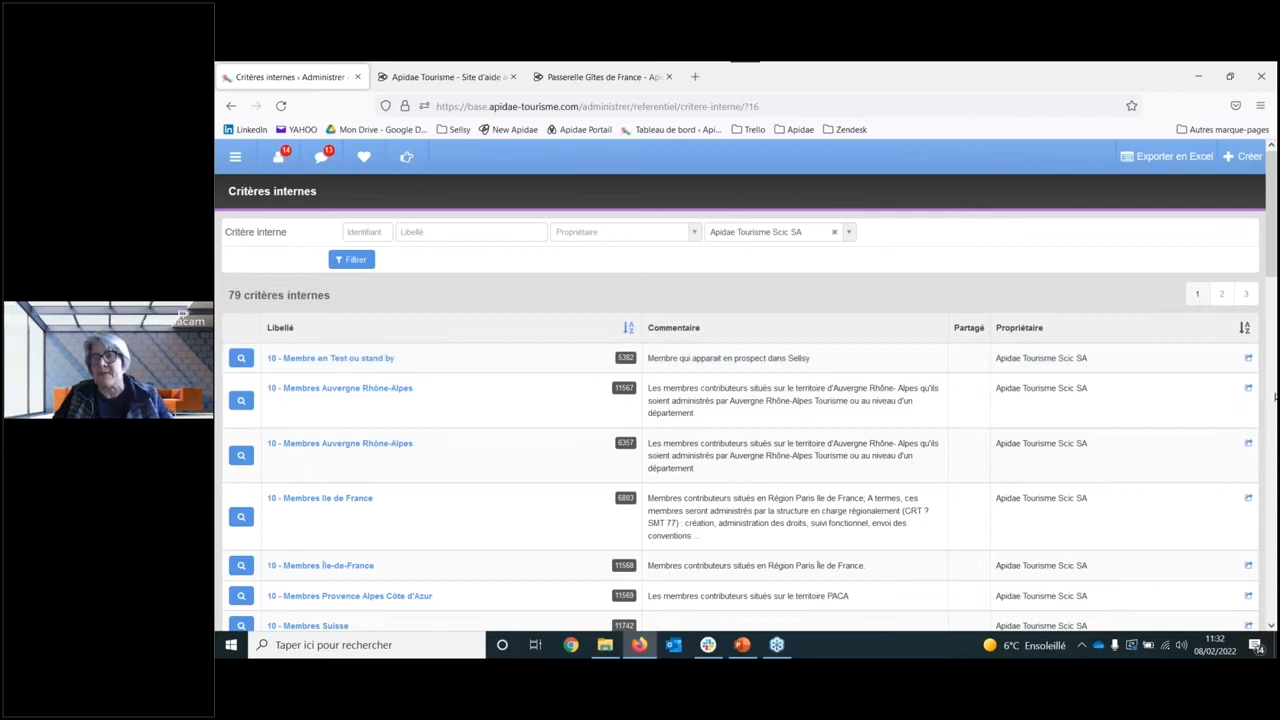 Critères internes ‹ Administrer
Apidae Tourisme - Site d'aide a
Passerelle Gîtes de France - Api
https://base.apidae-tourisme.com/administrer/referentiel/critere-interne/?16
LinkedIn YAHOO Mon Drive - Google D... Sellsy New Apidae Apidae Portail Tableau de bord ‹ Api... Trello Apidae Zendesk Autres marque-pages
14 13 Exporter en Excel Créer
Critères internes
Critère interne Identifiant Libellé Propriétaire Apidae Tourisme Scic SA
Filtrer
79 critères internes 1 2 3
Libellé Commentaire Partagé Propriétaire
10 - Membre en Test ou stand by 5382 Membre qui apparait en prospect dans Sellsy Apidae Tourisme Scic SA
10 - Membres Auvergne Rhône-Alpes 11567 Les membres contributeurs situés sur le territoire d'Auvergne Rhône- Alpes qu'ils Apidae Tourisme Scic SA
soient administrés par Auvergne Rhône-Alpes Tourisme ou au niveau d'un
département
10 - Membres Auvergne Rhône-Alpes 6357 Les membres contributeurs situés sur le territoire d'Auvergne Rhône- Alpes qu'ils Apidae Tourisme Scic SA
soient administrés par Auvergne Rhône-Alpes Tourisme ou au niveau d'un
département
10 - Membres Ile de France 6803 Membres contributeurs situés en Région Paris Ile de France; A termes, ces Apidae Tourisme Scic SA
membres seront administrés par la structure en charge régionalement (CRT ?
SMT 77) : création, administration des droits, suivi fonctionnel, envoi des
conventions ...
10 - Membres Île-de-France 11568 Membres contributeurs situés en Région Paris Île de France. Apidae Tourisme Scic SA
10 - Membres Provence Alpes Côte d'Azur 11569 Les membres contributeurs situés sur le territoire PACA Apidae Tourisme Scic SA
10 - Membres Suisse 11742 Apidae Tourisme Scic SA
Taper ici pour rechercher 6°C Ensoleillé 11:32
08/02/2022 14